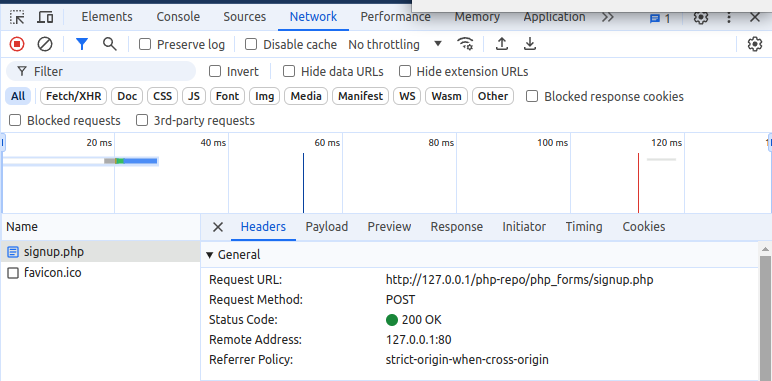 Elements Console Sources Network Performance Memory Application 1
Preserve log Disable cache No throttling
Filter Invert Hide data URLs Hide extension URLs
All Fetch/XHR Doc CSS JS Font Img Media Manifest WS Wasm Other Blocked response cookies
Blocked requests 3rd-party requests
20 ms 40 ms 60 ms 80 ms 100 ms 120 ms
Name Headers Payload Preview Response Initiator Timing Cookies
signup.php General
favicon.ico Request URL: http://127.0.0.1/php-repo/php_forms/signup.php
Request Method: POST
Status Code: 200 OK
Remote Address: 127.0.0.1:80
Referrer Policy: strict-origin-when-cross-origin